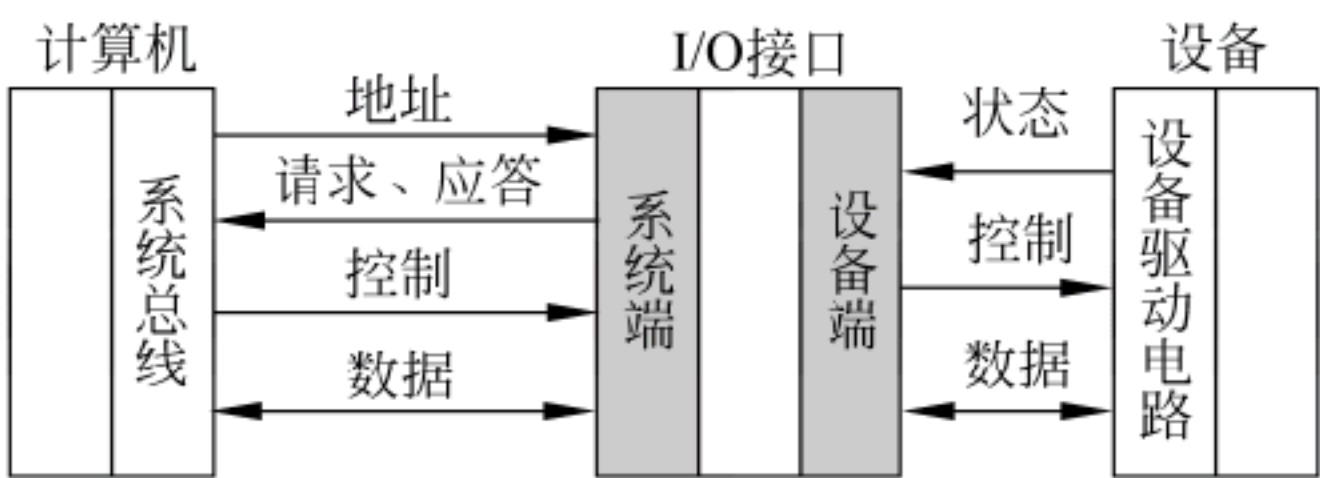 计算机
I/O接口
设备
地址
请求、应答
控制
数据
系统总线
系统端
设备端
状态
控制
数据
设备驱动电路